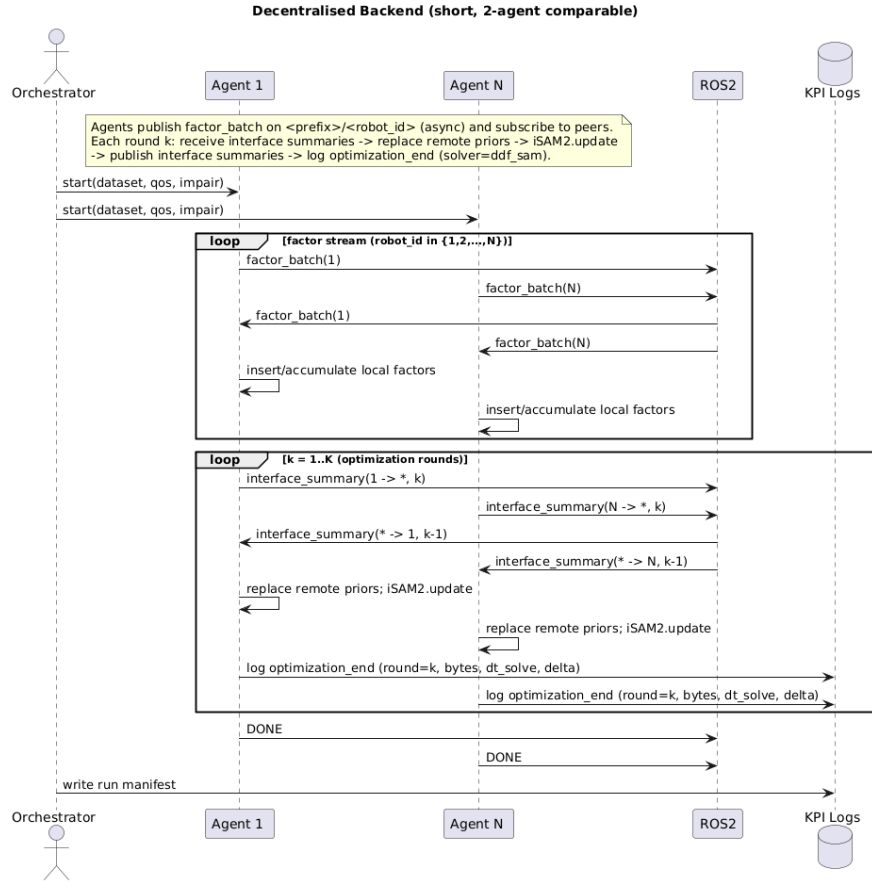 Decentralised Backend (short, 2-agent comparable)
Orchestrator
Agent 1
Agent N
ROS2
KPI Logs
Agents publish factor_batch on <prefix>/<robot_id> (async) and subscribe to peers.
Each round k: receive interface summaries -> replace remote priors -> iSAM2.update
-> publish interface summaries -> log optimization_end (solver=ddf_sam).
start(dataset, qos, impair)
start(dataset, qos, impair)
loop [factor stream (robot_id in {1,2,...,N})]
factor_batch(1)
factor_batch(N)
factor_batch(1)
factor_batch(N)
insert/accumulate local factors
insert/accumulate local factors
loop [k = 1..K (optimization rounds)]
interface_summary(1 -> *, k)
interface_summary(N -> *, k)
interface_summary(* -> 1, k-1)
interface_summary(* -> N, k-1)
replace remote priors; iSAM2.update
replace remote priors; iSAM2.update
log optimization_end (round=k, bytes, dt_solve, delta)
log optimization_end (round=k, bytes, dt_solve, delta)
DONE
DONE
write run manifest
Orchestrator
Agent 1
Agent N
ROS2
KPI Logs